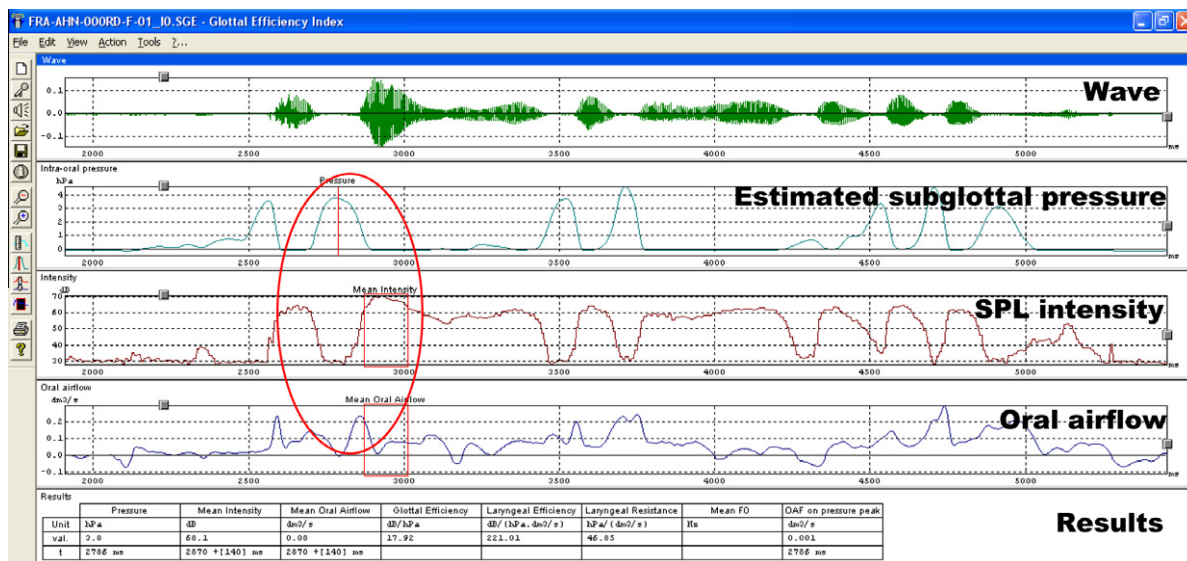 FRA-AHN-000RD-F-01_I0.SGE - Glottal Efficiency Index
File Edit View Action Tools ?...
Wave
0.1
0.0
-0.1
Wave
2000 2500 3000 3500 4000 4500 5000 ms
Intra-oral pressure
hPa
Pressure
4
3
2
1
0
Estimated subglottal pressure
2000 2500 3000 3500 4000 4500 5000 ms
Intensity
dB
Mean Intensity
70
60
50
40
30
20
SPL intensity
2000 2500 3000 3500 4000 4500 5000 ms
Oral airflow
dm3/s
Mean Oral Airflow
0.2
0.1
0.0
-0.1
Oral airflow
2000 2500 3000 3500 4000 4500 5000 ms
Results
Pressure Mean Intensity Mean Oral Airflow Glottal Efficiency Laryngeal Efficiency Laryngeal Resistance Mean F0 OAF on pressure peak
Unit hPa dB dm3/s dB/hPa dB/(hPa.dm3/s) hPa/(dm3/s) Hz dm3/s
val. 3.8 68.1 0.08 17.92 221.01 46.85 0.001
t 2786 ms 2870 +[140] ms 2870 +[140] ms 2786 ms
Results